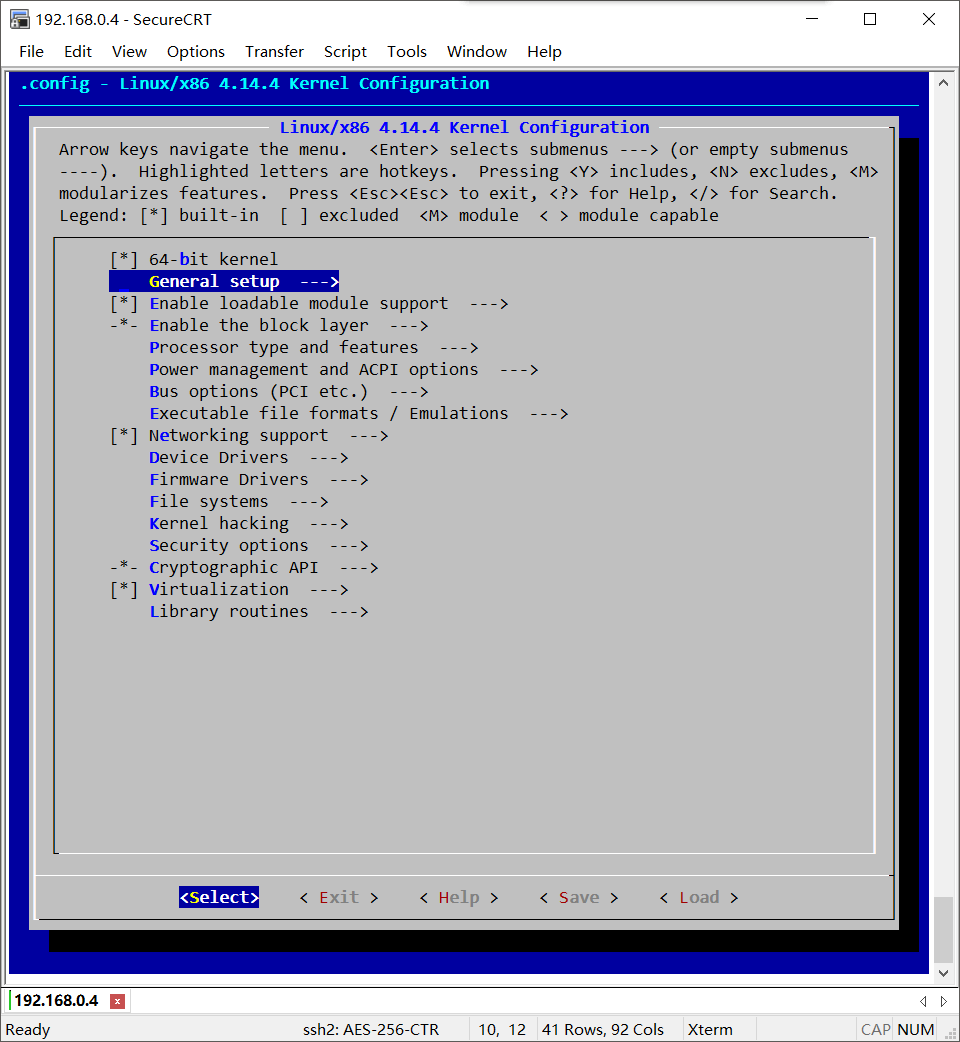 192.168.0.4 - SecureCRT
File Edit View Options Transfer Script Tools Window Help
.config - Linux/x86 4.14.4 Kernel Configuration
Linux/x86 4.14.4 Kernel Configuration
Arrow keys navigate the menu.  <Enter> selects submenus ---> (or empty submenus
----).  Highlighted letters are hotkeys.  Pressing <Y> includes, <N> excludes, <M>
modularizes features.  Press <Esc><Esc> to exit, <?> for Help, </> for Search.
Legend: [*] built-in  [ ] excluded  <M> module  < > module capable
[*] 64-bit kernel
General setup  --->
[*] Enable loadable module support  --->
-*- Enable the block layer  --->
Processor type and features  --->
Power management and ACPI options  --->
Bus options (PCI etc.)  --->
Executable file formats / Emulations  --->
[*] Networking support  --->
Device Drivers  --->
Firmware Drivers  --->
File systems  --->
Kernel hacking  --->
Security options  --->
-*- Cryptographic API  --->
[*] Virtualization  --->
Library routines  --->
<Select>    < Exit >    < Help >    < Save >    < Load >
192.168.0.4
Ready ssh2: AES-256-CTR 10, 12 41 Rows, 92 Cols Xterm CAP NUM